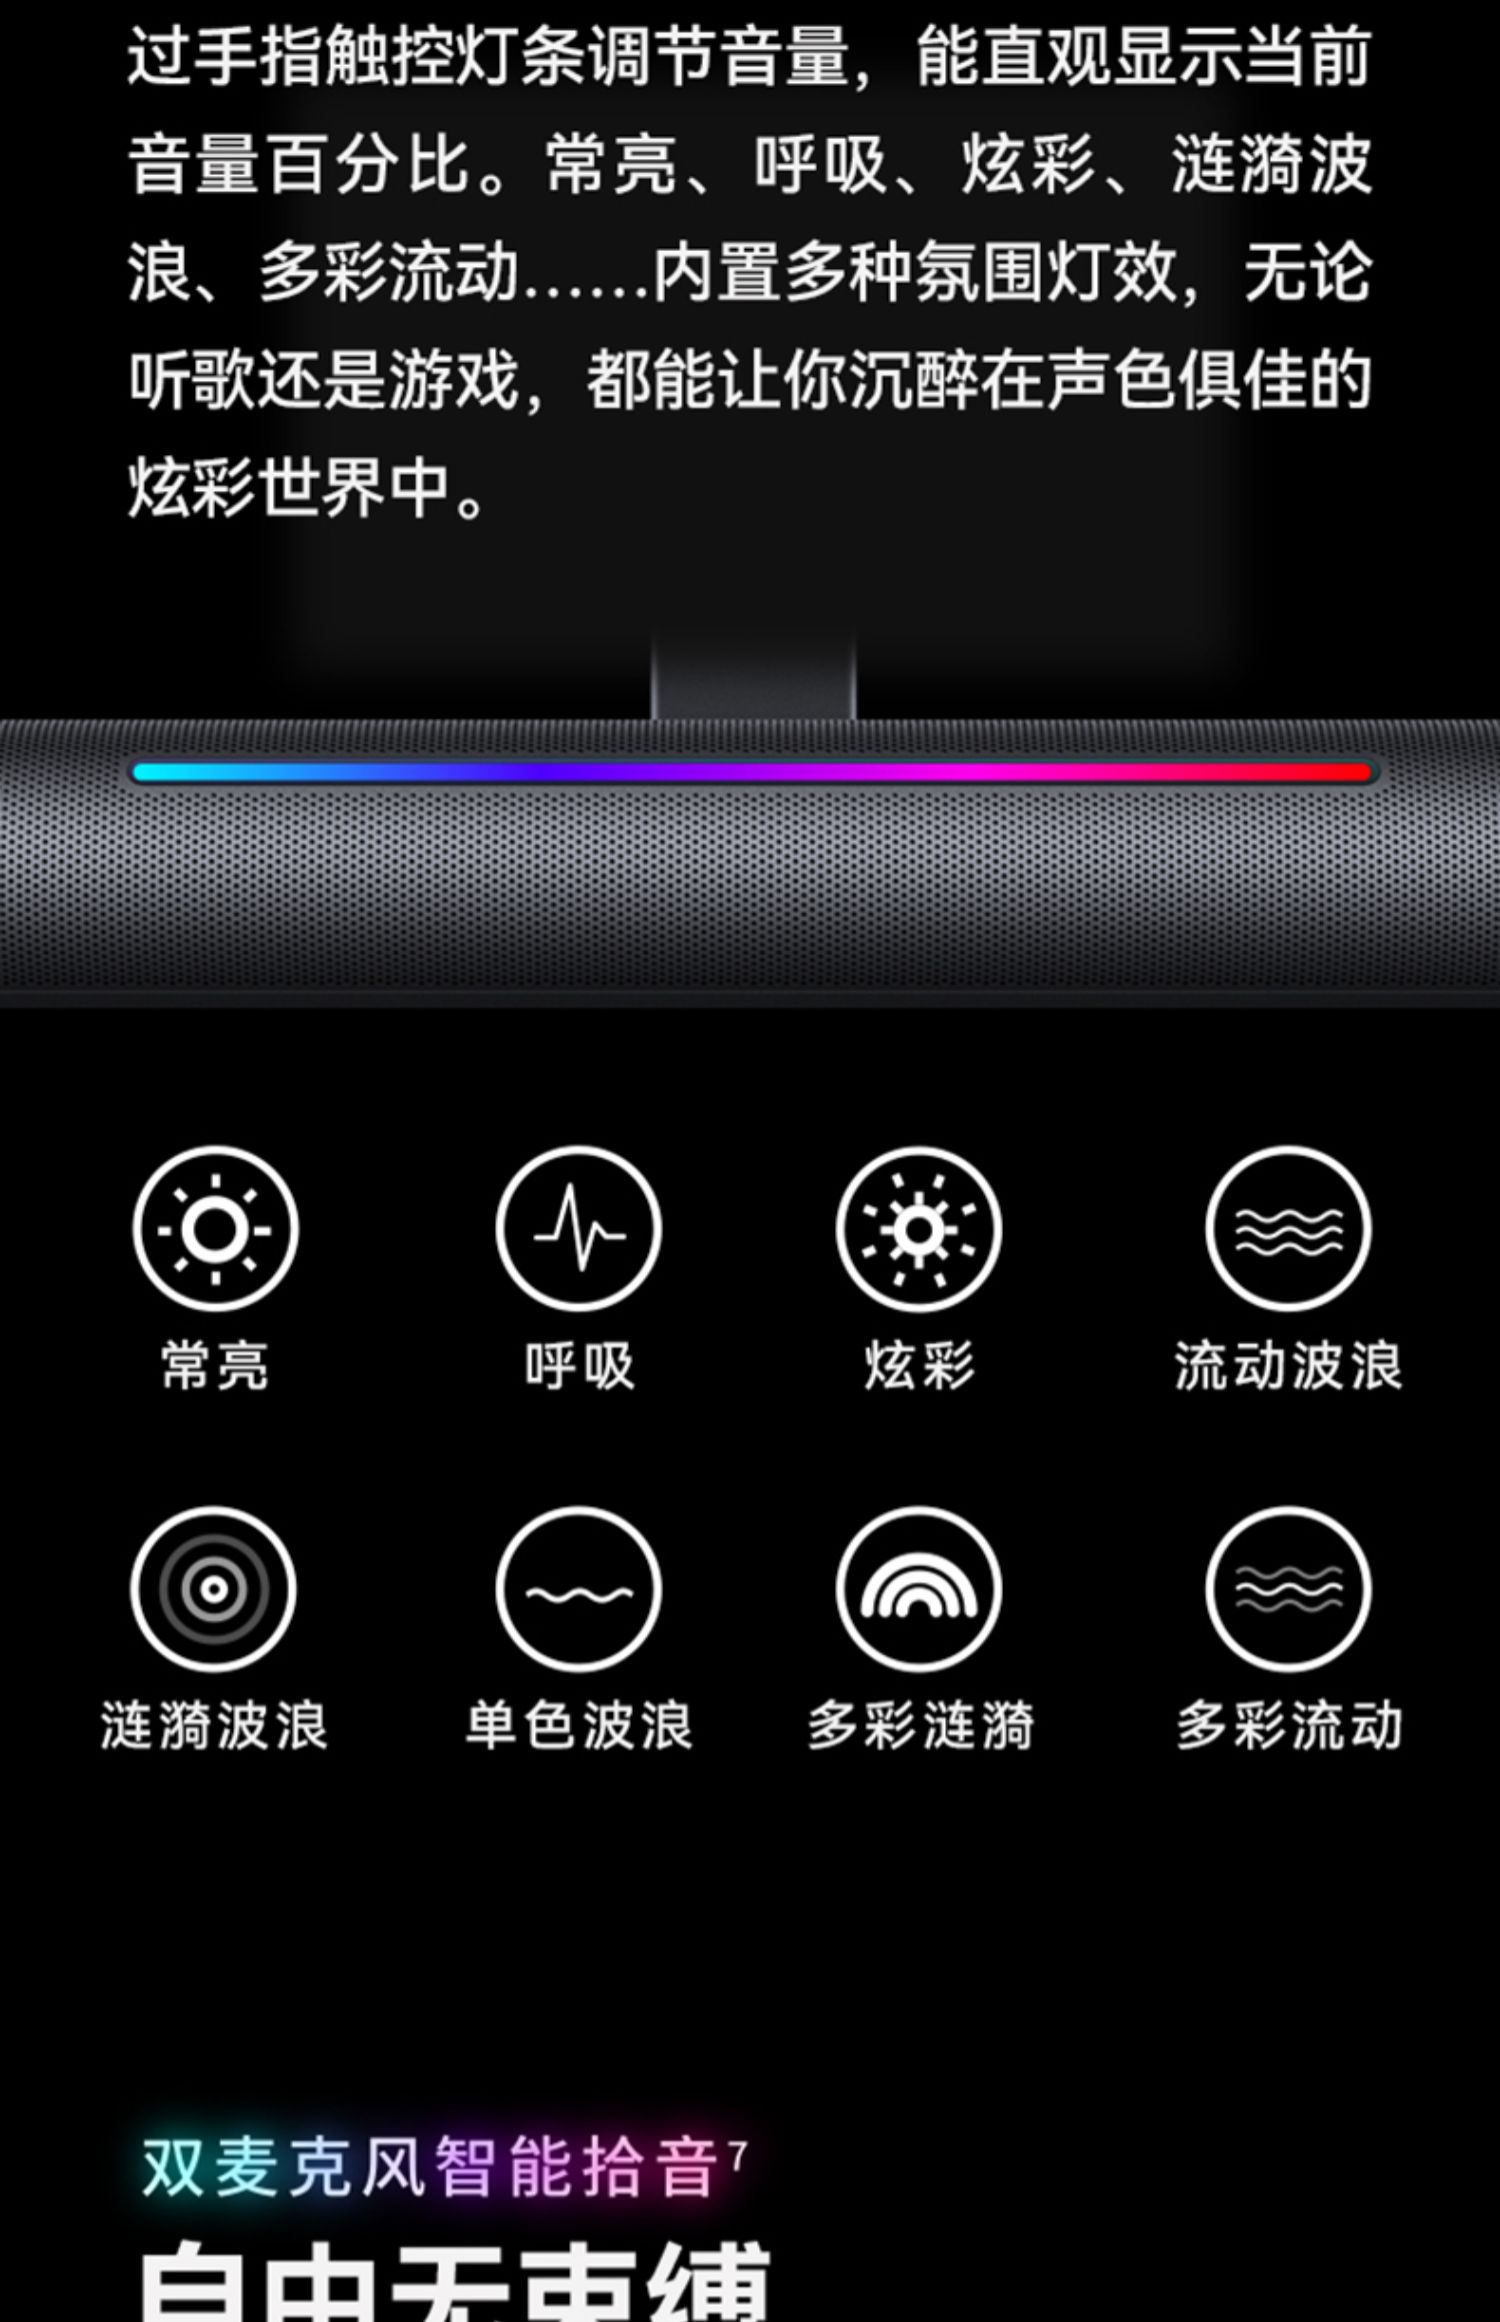 过手指触控灯条调节音量，能直观显示当前
音量百分比。常亮、呼吸、炫彩、涟漪波
浪、多彩流动……内置多种氛围灯效，无论
听歌还是游戏，都能让你沉醉在声色俱佳的
炫彩世界中。
常亮
呼吸
炫彩
流动波浪
涟漪波浪
单色波浪
多彩涟漪
多彩流动
双麦克风智能拾音7
自由无束缚